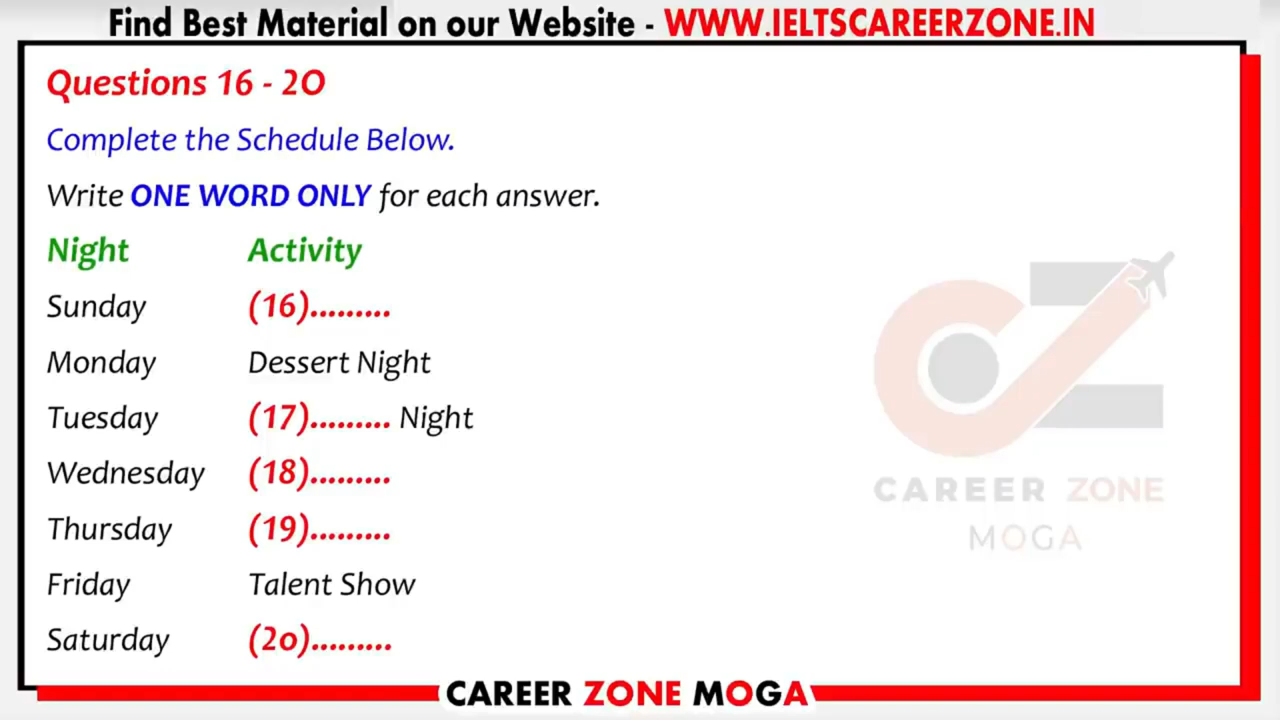 Find Best Material on our Website - WWW.IELTSCAREERZONE.IN
Questions 16 - 20
Complete the Schedule Below.
Write ONE WORD ONLY for each answer.
Night Activity
Sunday (16).........
Monday Dessert Night
Tuesday (17)......... Night
Wednesday (18).........
Thursday (19).........
Friday Talent Show
Saturday (20).........
CAREER ZONE
MOGA
CAREER ZONE MOGA